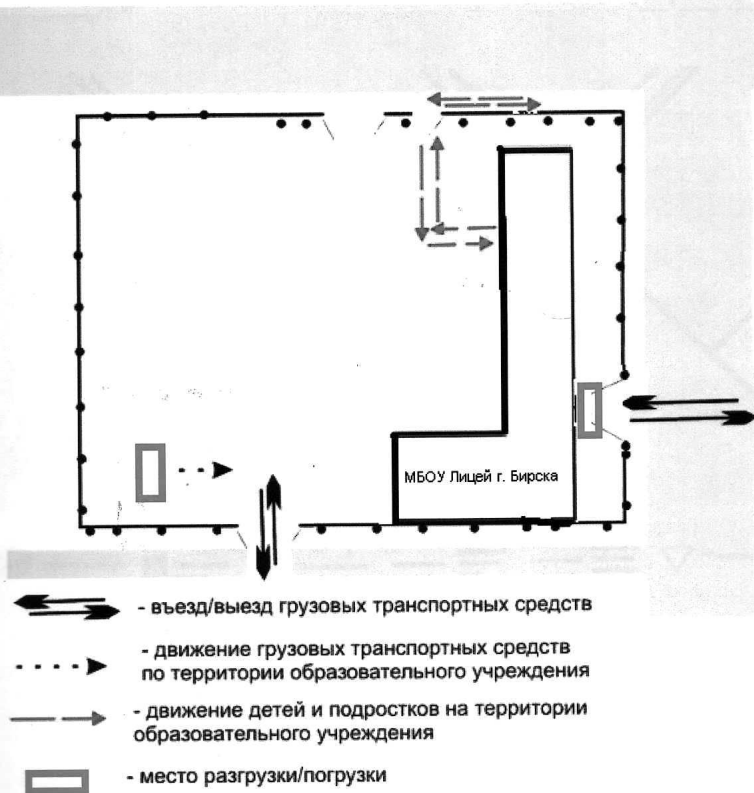 МБОУ Лицей г. Бирска
- въезд/выезд грузовых транспортных средств
- движение грузовых транспортных средств
по территории образовательного учреждения
- движение детей и подростков на территории
образовательного учреждения
- место разгрузки/погрузки